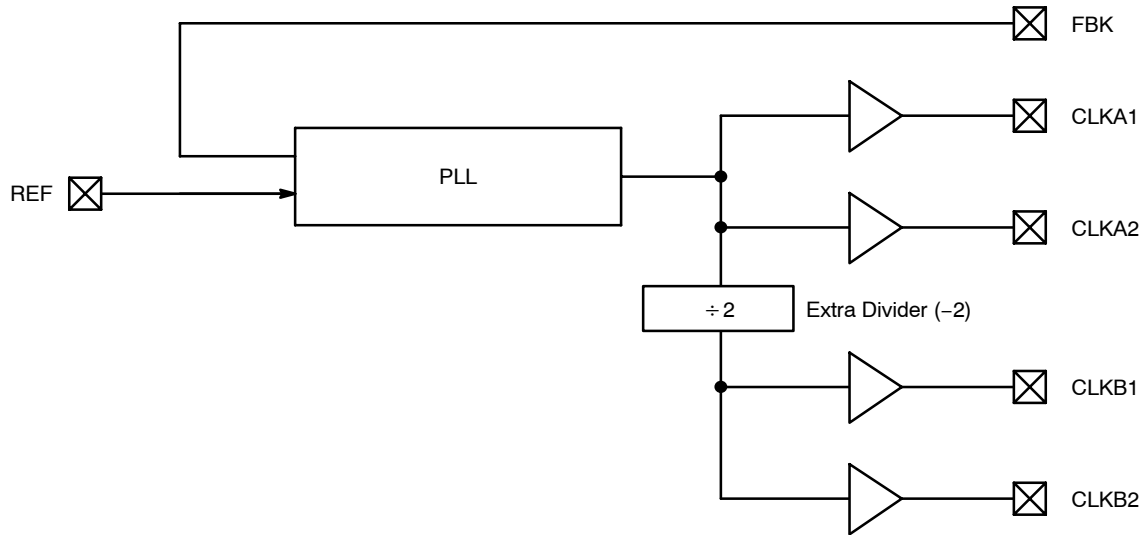 FBK
CLKA1
PLL
REF
CLKA2
÷2 Extra Divider (−2)
CLKB1
CLKB2